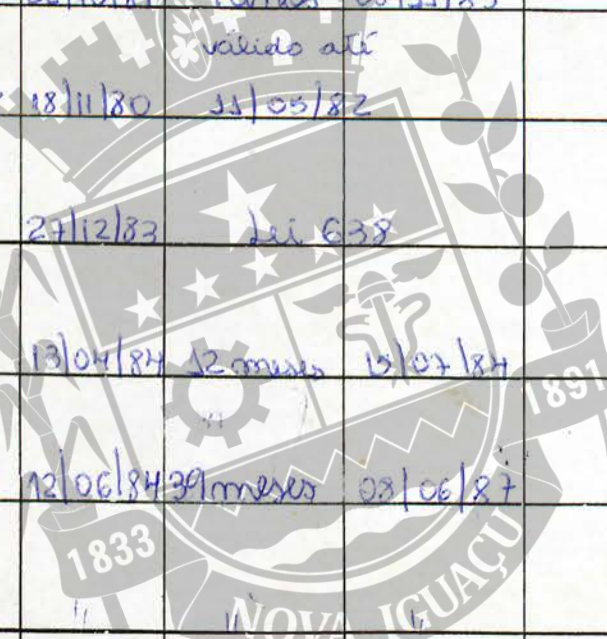 válido até
18/11/80 11/05/82
27/12/83 Lei 638
13/04/84 12 meses 15/07/84
"
12/06/84 39 meses 08/06/87
" " "
1833
1891
NOVA IGUAÇU